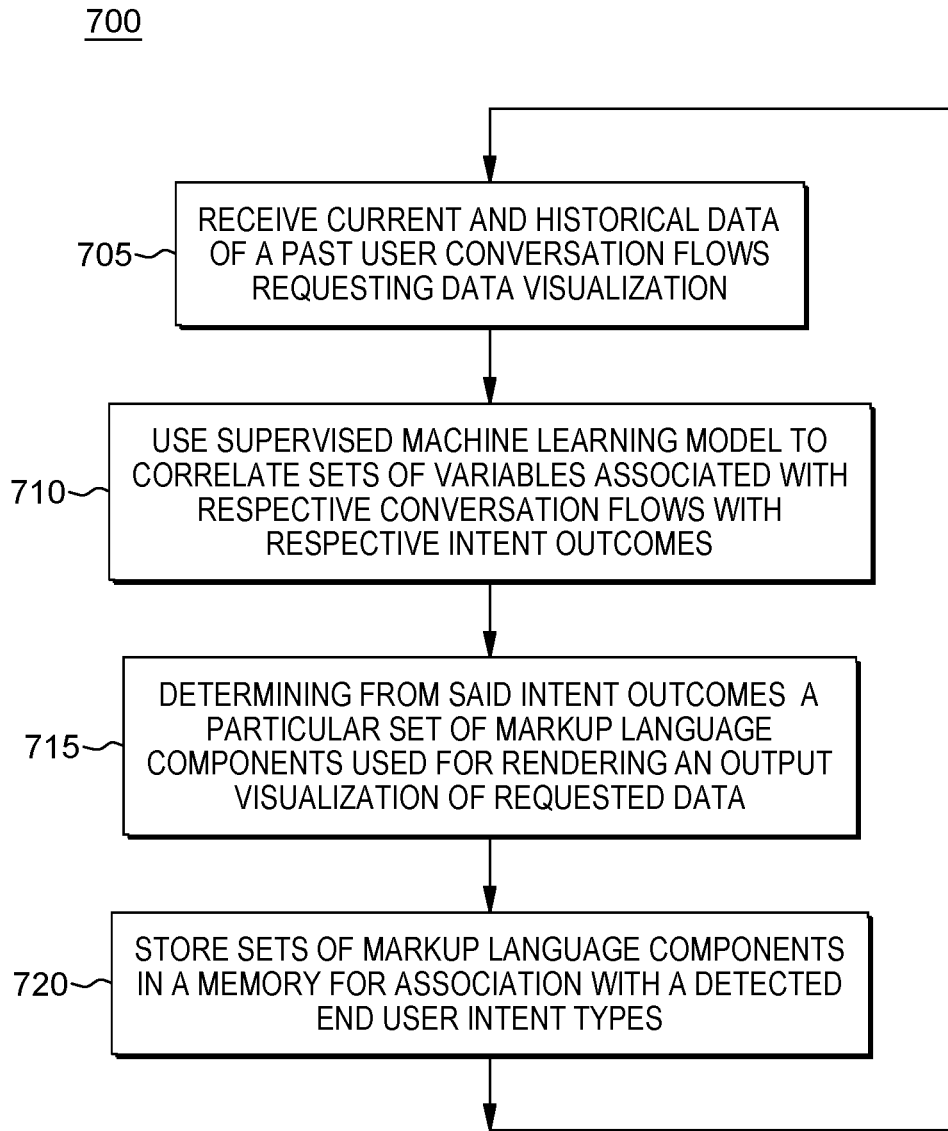 700
705
RECEIVE CURRENT AND HISTORICAL DATA
OF A PAST USER CONVERSATION FLOWS
REQUESTING DATA VISUALIZATION
710
USE SUPERVISED MACHINE LEARNING MODEL TO
CORRELATE SETS OF VARIABLES ASSOCIATED WITH
RESPECTIVE CONVERSATION FLOWS WITH
RESPECTIVE INTENT OUTCOMES
715
DETERMINING FROM SAID INTENT OUTCOMES A
PARTICULAR SET OF MARKUP LANGUAGE
COMPONENTS USED FOR RENDERING AN OUTPUT
VISUALIZATION OF REQUESTED DATA
720
STORE SETS OF MARKUP LANGUAGE COMPONENTS
IN A MEMORY FOR ASSOCIATION WITH A DETECTED
END USER INTENT TYPES